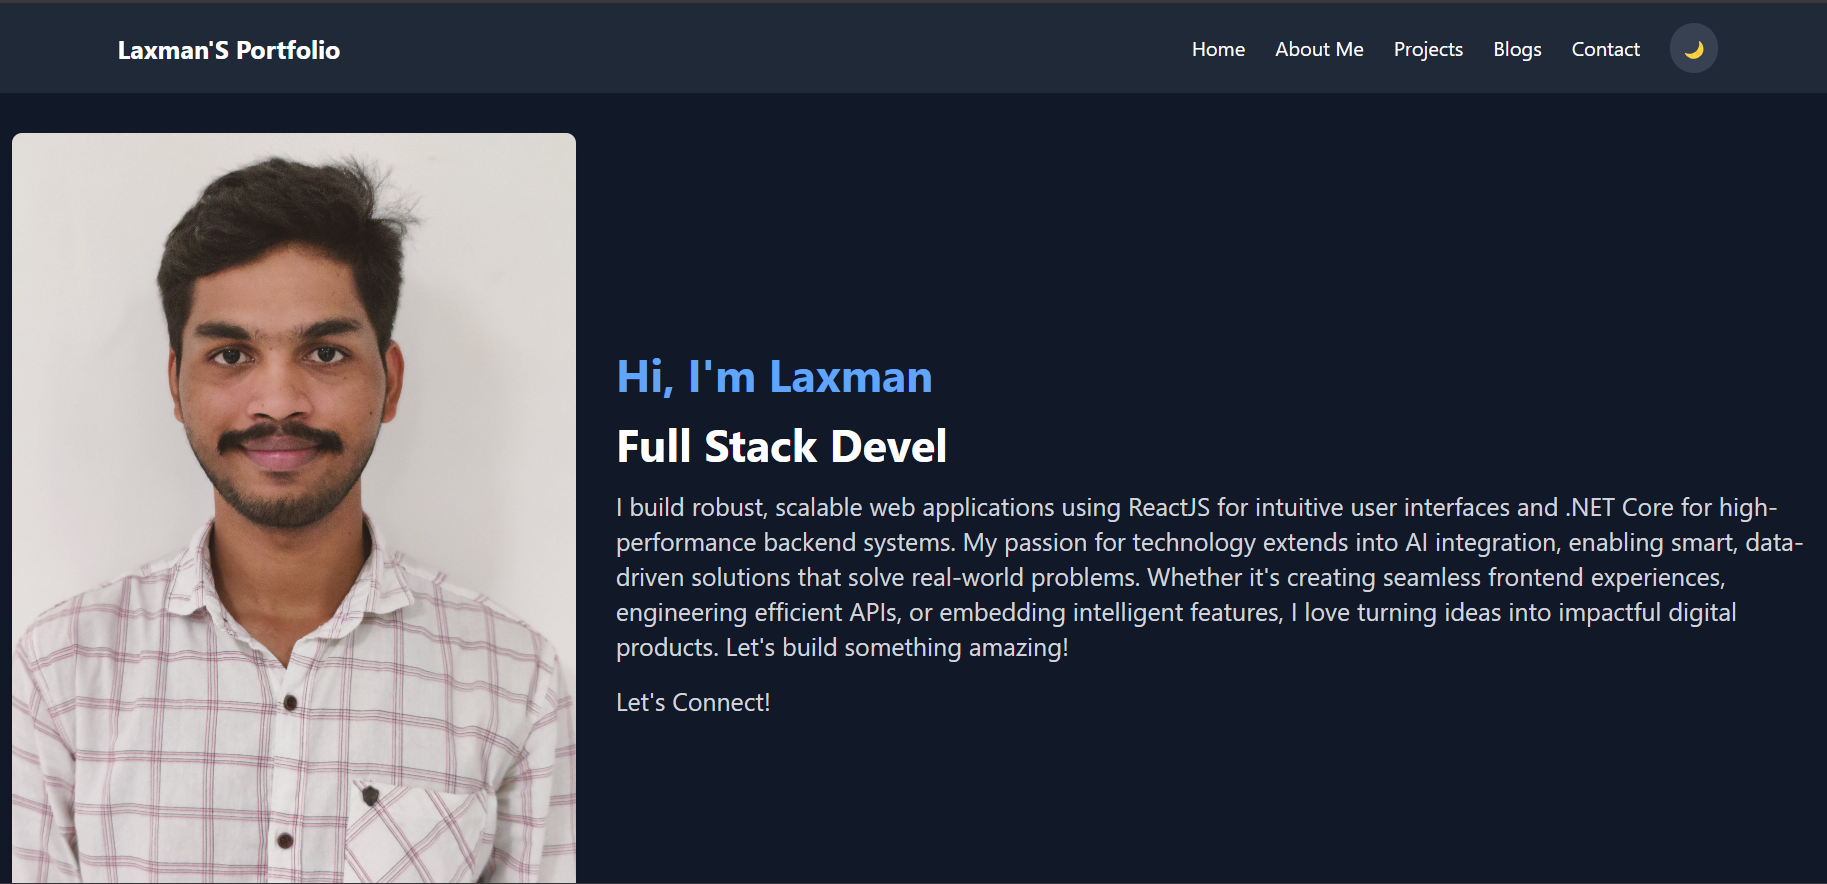 Laxman'S Portfolio
Home About Me Projects Blogs Contact
Hi, I'm Laxman
Full Stack Devel
I build robust, scalable web applications using ReactJS for intuitive user interfaces and .NET Core for high-
performance backend systems. My passion for technology extends into AI integration, enabling smart, data-
driven solutions that solve real-world problems. Whether it's creating seamless frontend experiences,
engineering efficient APIs, or embedding intelligent features, I love turning ideas into impactful digital
products. Let's build something amazing!
Let's Connect!